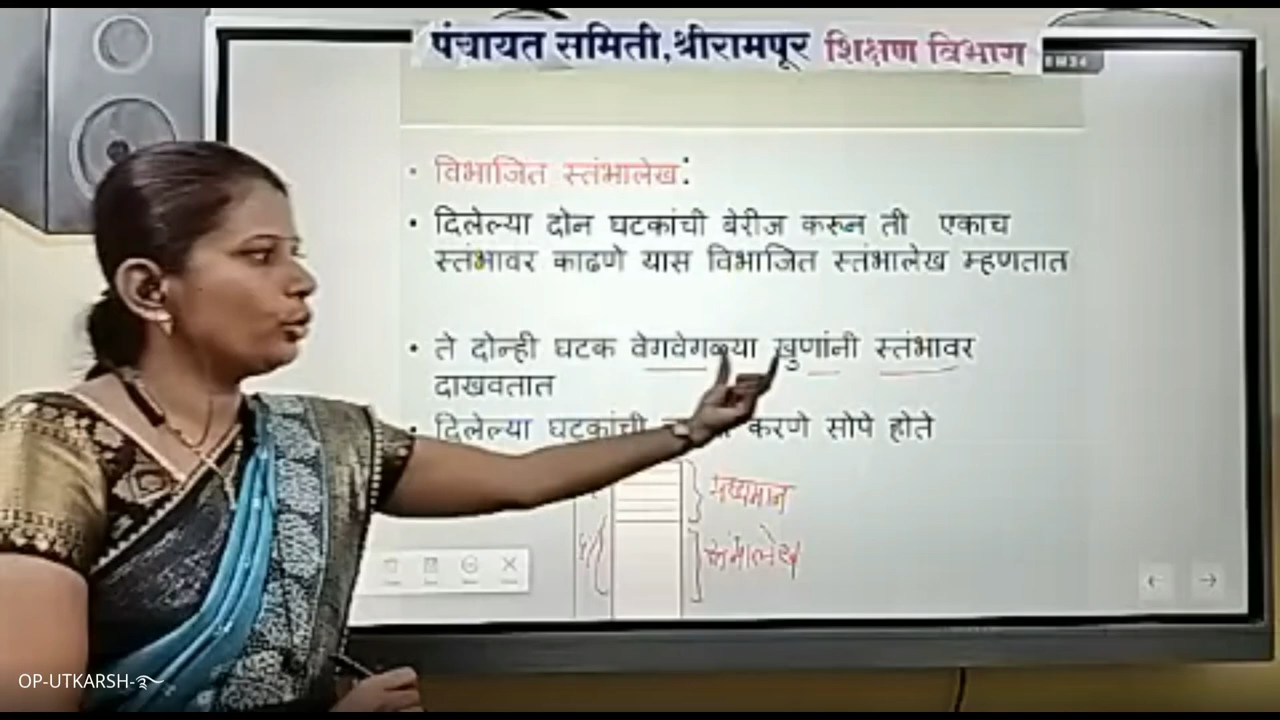 पंचायत समिती,श्रीरामपूर शिक्षण विभाग
• विभाजित स्तंभालेख:
• दिलेल्या दोन घटकांची बेरीज करुन ती एकाच
स्तंभावर काढणे यास विभाजित स्तंभालेख म्हणतात
• ते दोन्ही घटक वेगवेगळ्या खुणांनी स्तंभावर
दाखवतात
• दिलेल्या घटकांची करणे सोपे होते
मध्यमान
स्तंभालेख
OP-UTKARSH-